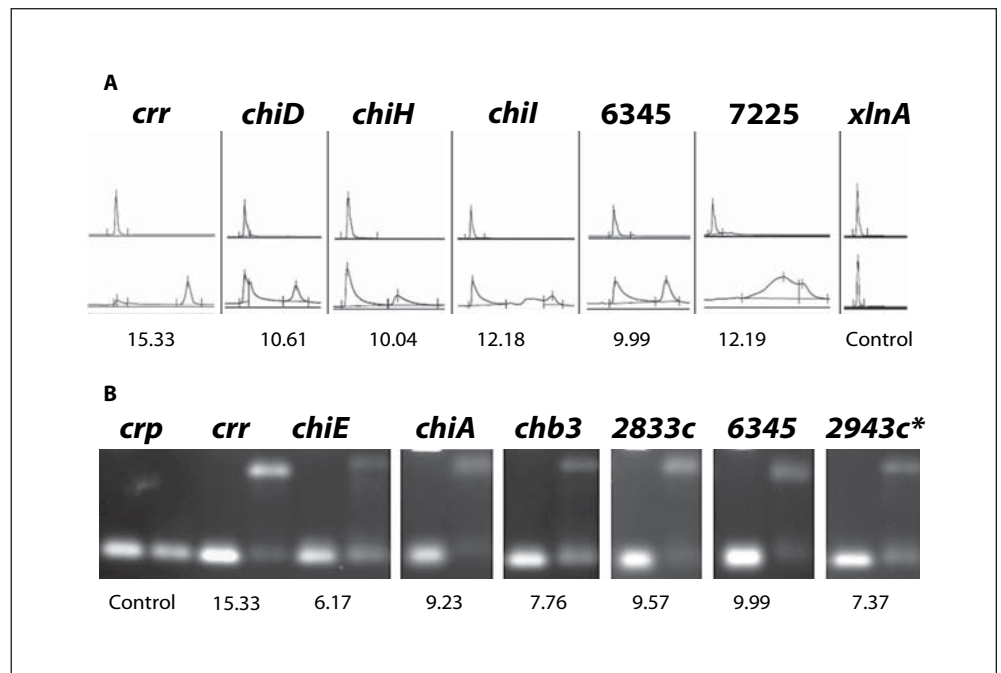 A
crr chiD chiH chiI 6345 7225 xlnA
15.33 10.61 10.04 12.18 9.99 12.19 Control
B
crp crr chiE chiA chb3 2833c 6345 2943c*
Control 15.33 6.17 9.23 7.76 9.57 9.99 7.37